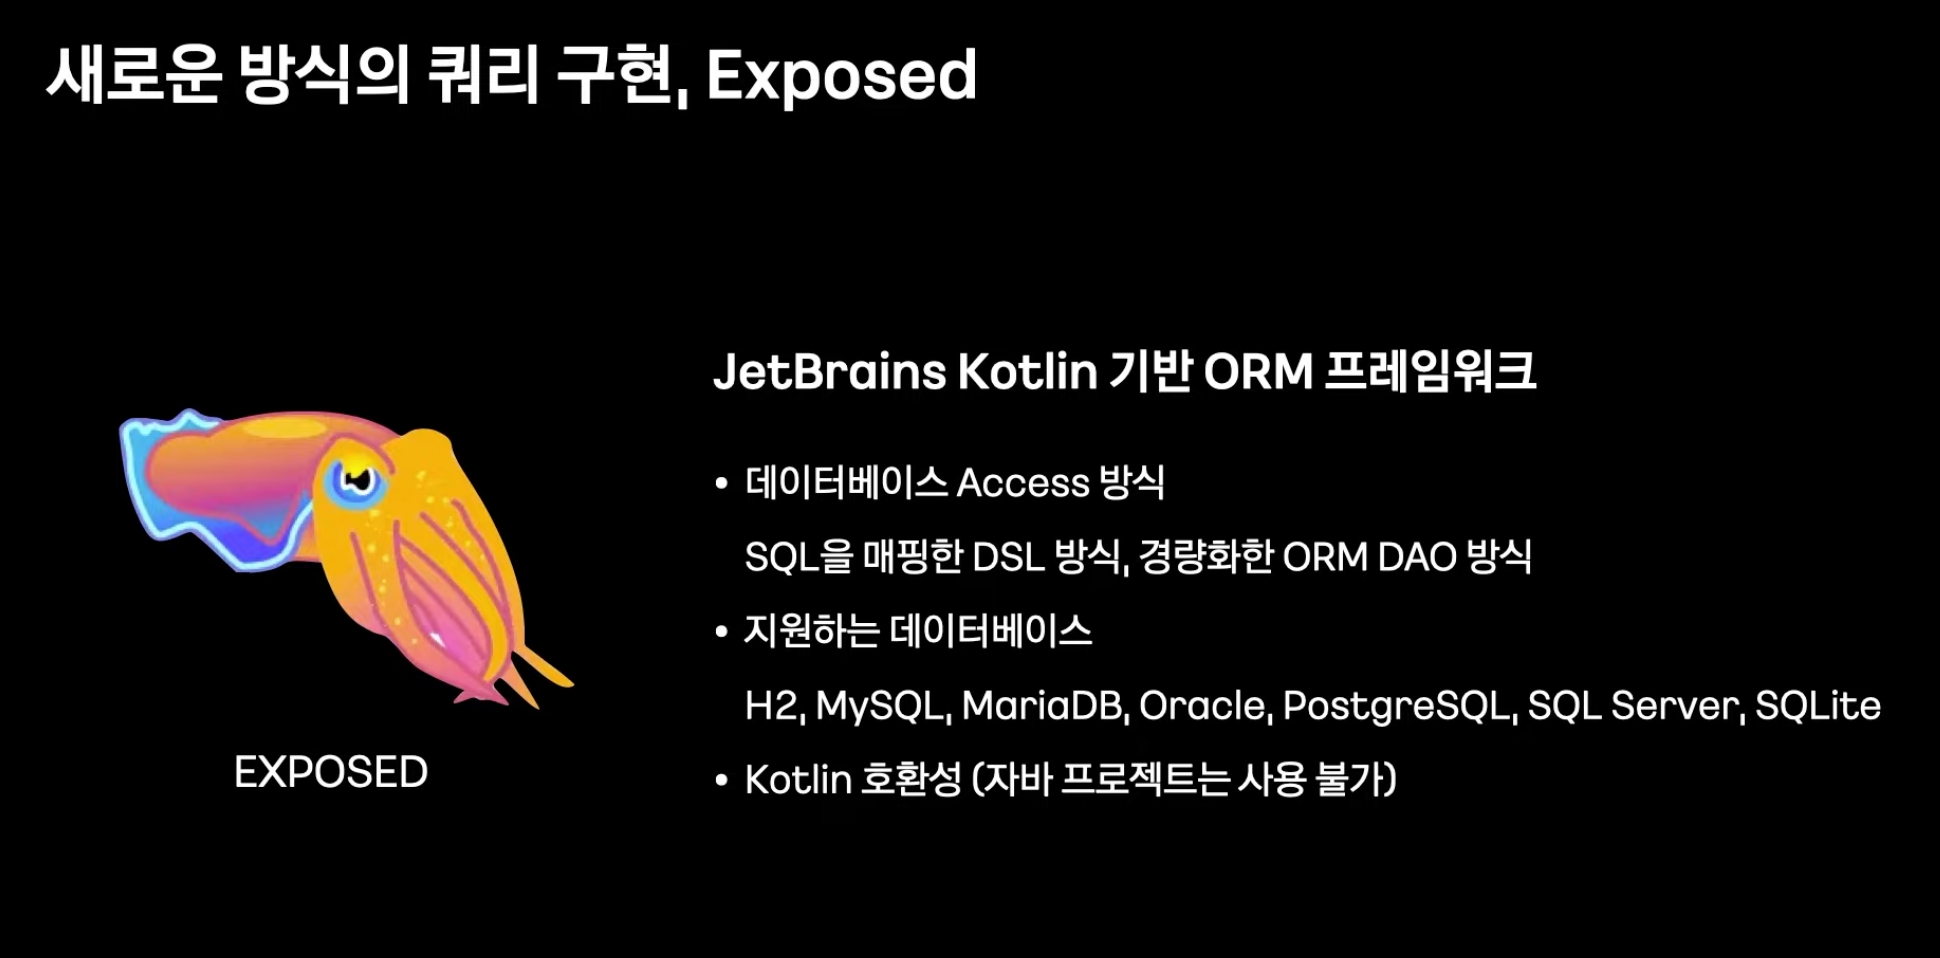 새로운 방식의 쿼리 구현, Exposed
JetBrains Kotlin 기반 ORM 프레임워크
• 데이터베이스 Access 방식
SQL을 매핑한 DSL 방식, 경량화한 ORM DAO 방식
• 지원하는 데이터베이스
H2, MySQL, MariaDB, Oracle, PostgreSQL, SQL Server, SQLite
• Kotlin 호환성 (자바 프로젝트는 사용 불가)
EXPOSED